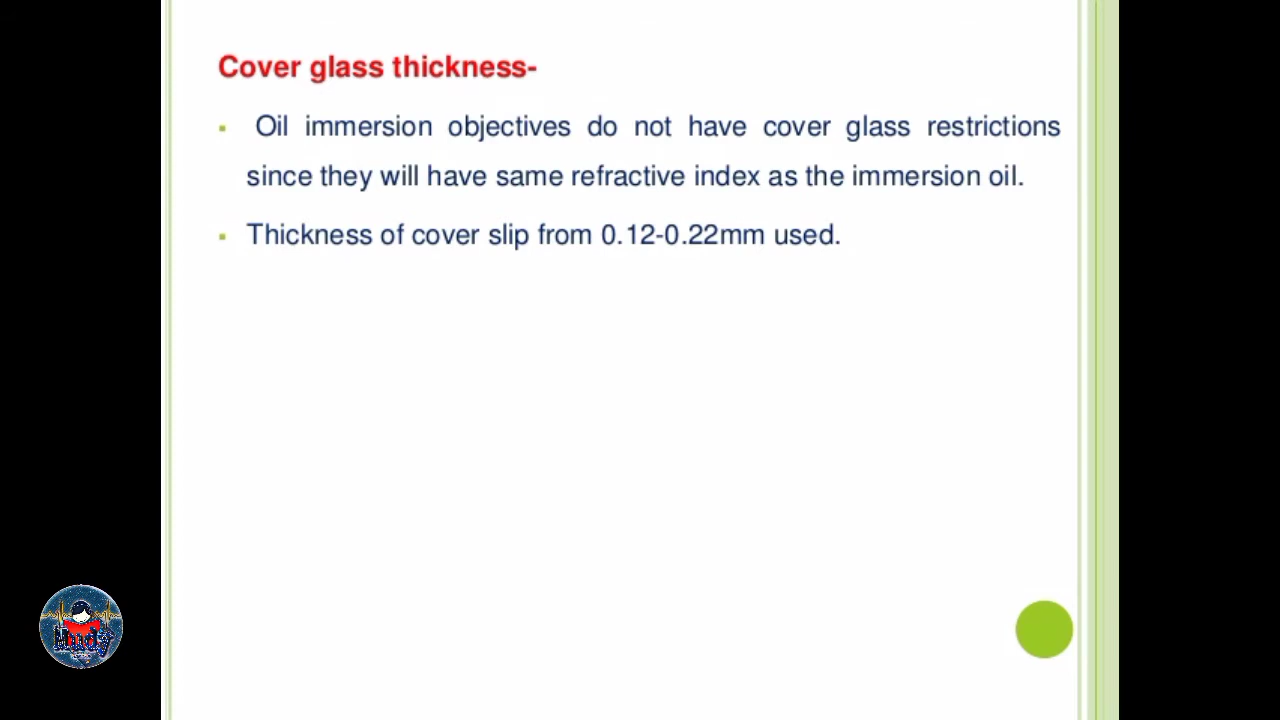 Cover glass thickness-
▪ Oil immersion objectives do not have cover glass restrictions
since they will have same refractive index as the immersion oil.
▪ Thickness of cover slip from 0.12-0.22mm used.